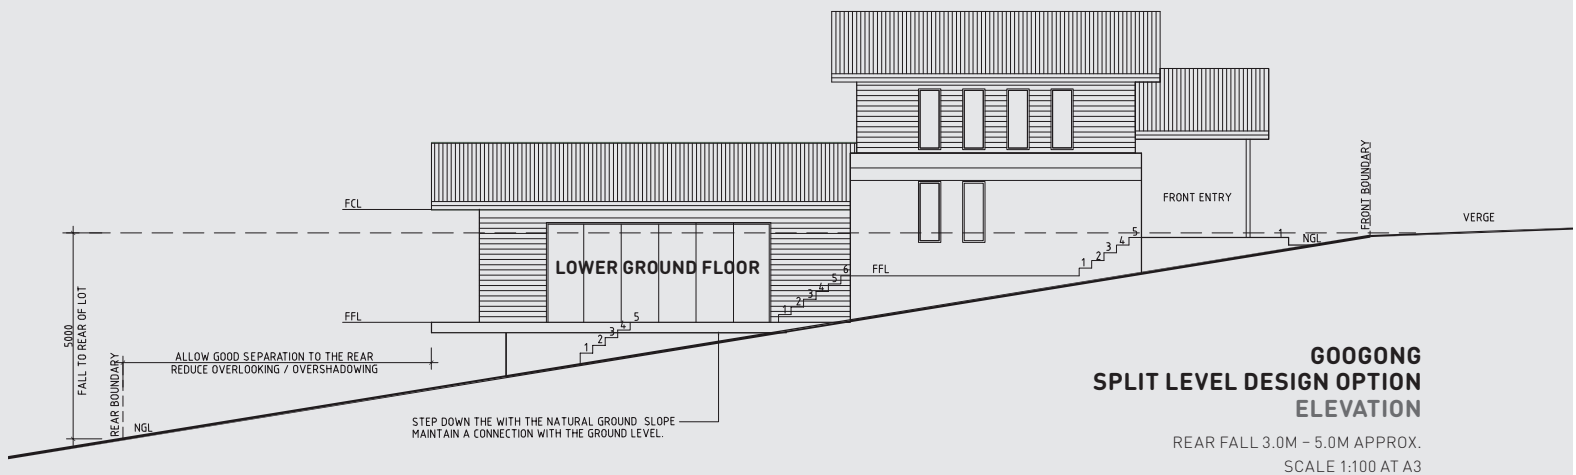 FRONT ENTRY
FRONT BOUNDARY
VERGE
FCL
5
1
NGL
LOWER GROUND FLOOR
1
2
3
4
5
6
FFL
1
2
3
4
FFL
1
2
3
4
5
5000
FALL TO REAR OF LOT
REAR BOUNDARY
ALLOW GOOD SEPARATION TO THE REAR
REDUCE OVERLOOKING / OVERSHADOWING
NGL
STEP DOWN THE WITH THE NATURAL GROUND SLOPE
MAINTAIN A CONNECTION WITH THE GROUND LEVEL.
GOOGONG
SPLIT LEVEL DESIGN OPTION
ELEVATION
REAR FALL 3.0M – 5.0M APPROX.
SCALE 1:100 AT A3